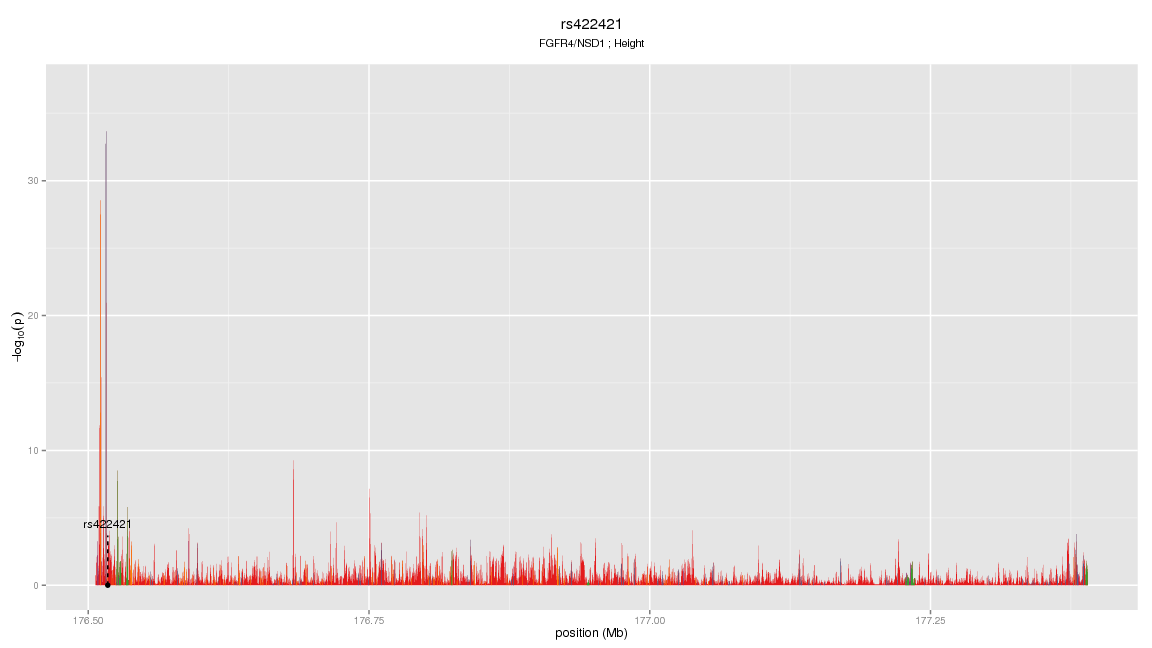 rs422421
FGFR4/NSD1 ; Height
30
20
10
0
−log10(p)
rs422421
176.50
176.75
177.00
177.25
position (Mb)